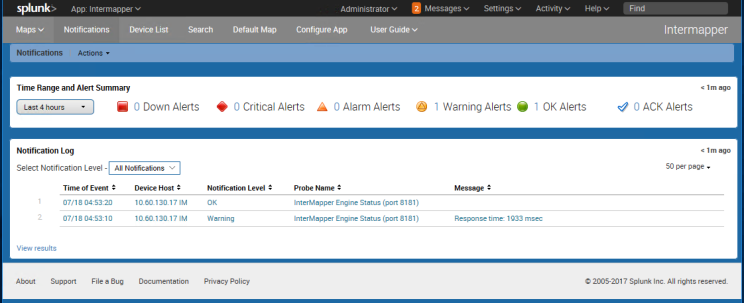 splunk> App: Intermapper Administrator 2 Messages Settings Activity Help Find
Maps Notifications Device List Search Default Map Configure App User Guide Intermapper
Notifications Actions
Time Range and Alert Summary < 1m ago
Last 4 hours 0 Down Alerts 0 Critical Alerts 0 Alarm Alerts 1 Warning Alerts 1 OK Alerts 0 ACK Alerts
Notification Log < 1m ago
Select Notification Level - All Notifications 50 per page
Time of Event Device Host Notification Level Probe Name Message
1 07/18 04:53:20 10.60.130.17 IM OK InterMapper Engine Status (port 8181)
2 07/18 04:53:10 10.60.130.17 IM Warning InterMapper Engine Status (port 8181) Response time: 1933 msec
View results
About Support File a Bug Documentation Privacy Policy © 2005-2017 Splunk Inc. All rights reserved.